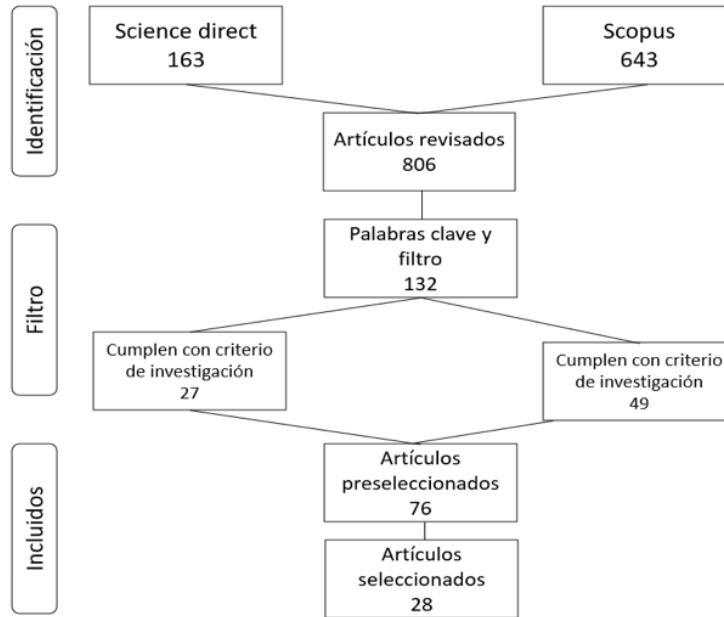 Identificación
Science direct
163
Scopus
643
Artículos revisados
806
Filtro
Palabras clave y
filtro
132
Cumplen con criterio
de investigación
27
Cumplen con criterio
de investigación
49
Incluidos
Artículos
preseleccionados
76
Artículos
seleccionados
28